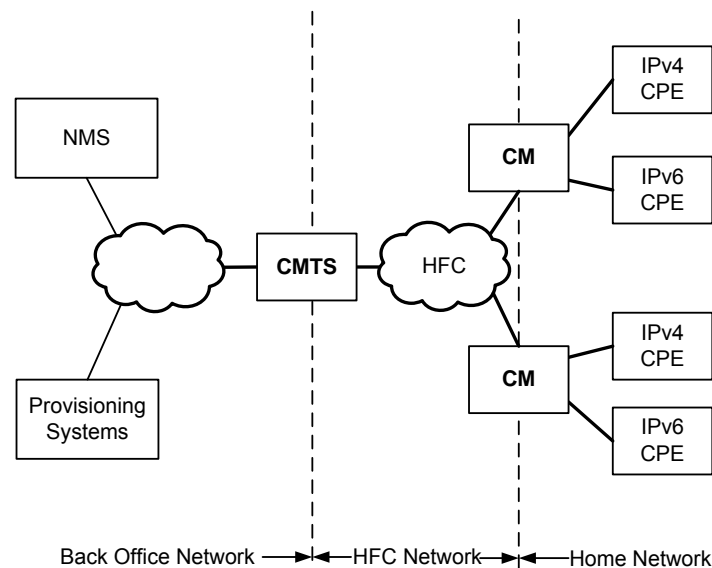 IPv4
CPE
NMS
CM
IPv6
CPE
CMTS
HFC
IPv4
CPE
CM
Provisioning
Systems
IPv6
CPE
Back Office Network
HFC Network
Home Network